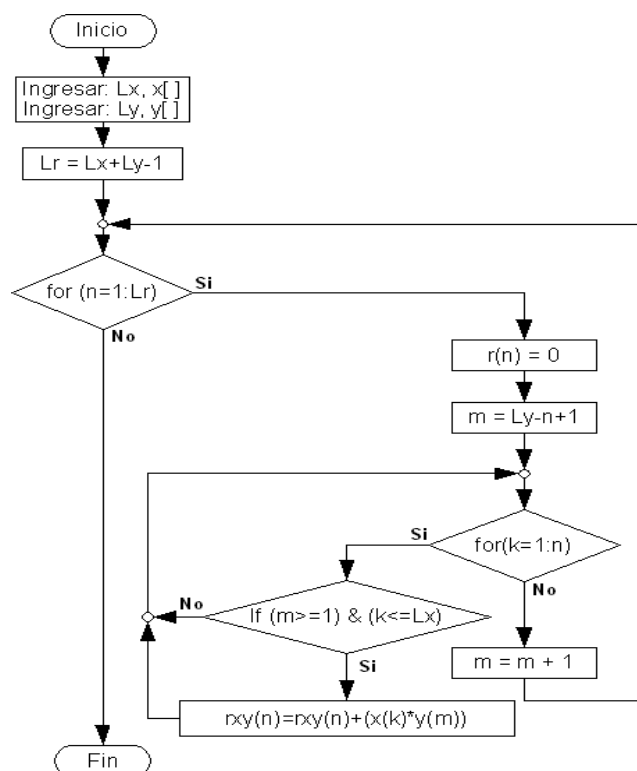 Inicio
Ingresar: Lx, x[ ]
Ingresar: Ly, y[ ]
Lr = Lx+Ly-1
for (n=1:Lr)
Si
No
r(n) = 0
m = Ly-n+1
for(k=1:n)
Si
No
If (m>=1) & (k<=Lx)
No
Si
m = m + 1
rxy(n)=rxy(n)+(x(k)*y(m))
Fin